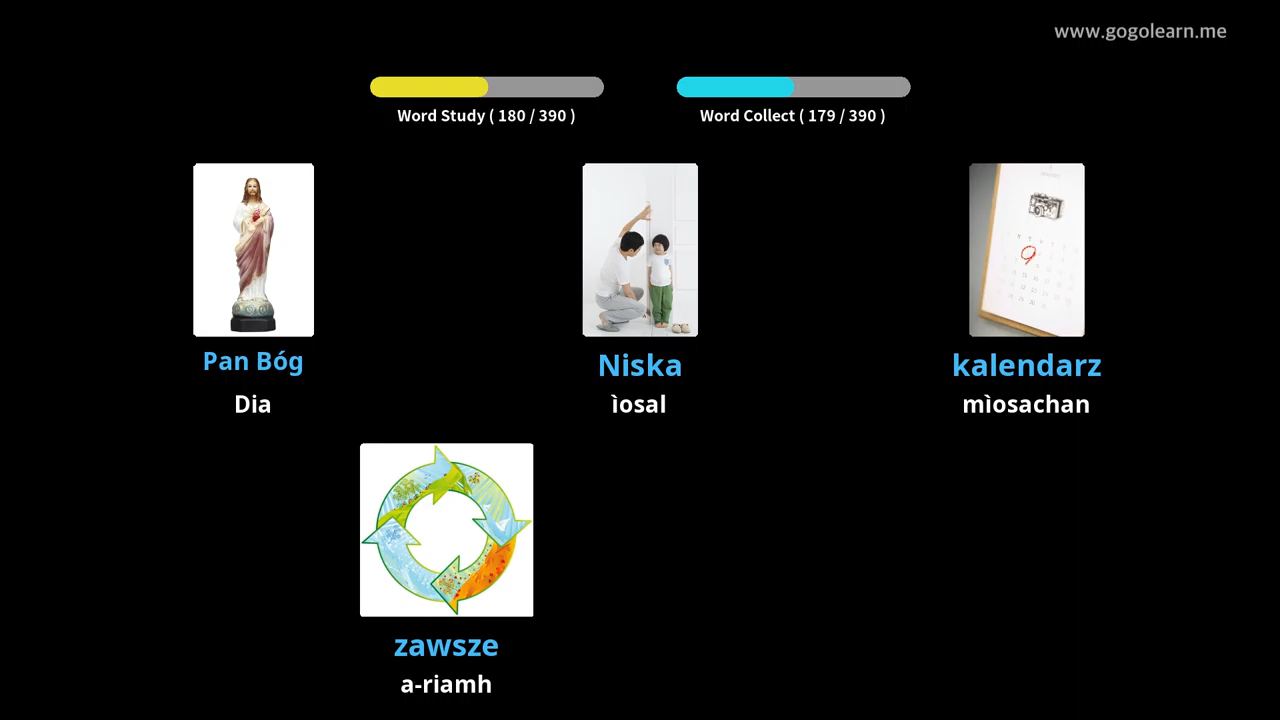 www.gogolearn.me
Word Study ( 180 / 390 )
Word Collect ( 179 / 390 )
Pan Bóg
Dia
Niska
ìosal
kalendarz
mìosachan
zawsze
a-riamh